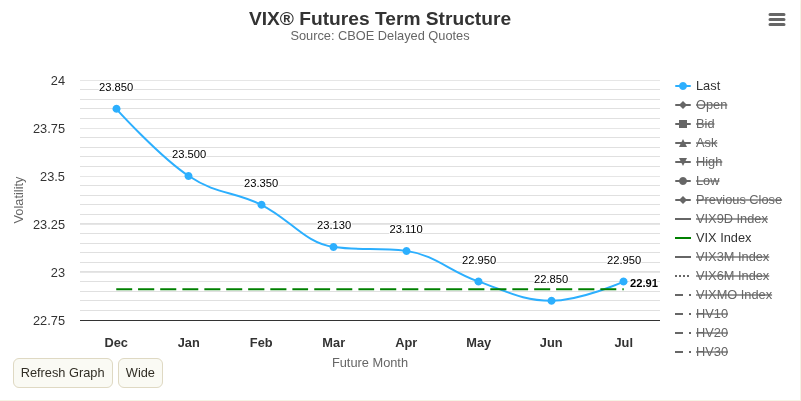 VIX® Futures Term Structure
Source: CBOE Delayed Quotes
Volatility
24
23.75
23.5
23.25
23
22.75
23.850
23.500
23.350
23.130
23.110
22.950
22.850
22.950
22.91
Dec Jan Feb Mar Apr May Jun Jul
Future Month
Last
Open
Bid
Ask
High
Low
Previous Close
VIX9D Index
VIX Index
VIX3M Index
VIX6M Index
VIXMO Index
HV10
HV20
HV30
Refresh Graph Wide